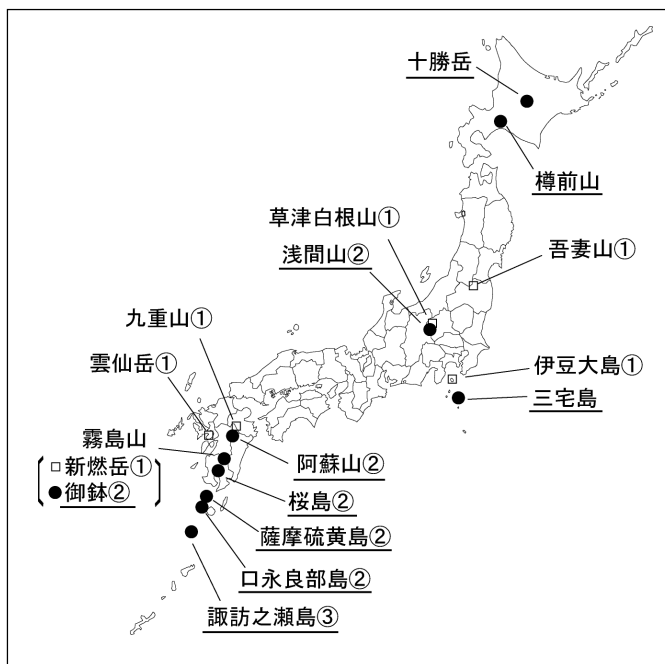 十勝岳
樽前山
草津白根山①
浅間山②
吾妻山①
九重山①
雲仙岳①
伊豆大島①
三宅島
霧島山
新燃岳①
御鉢②
阿蘇山②
桜島②
薩摩硫黄島②
口永良部島②
諏訪之瀬島③